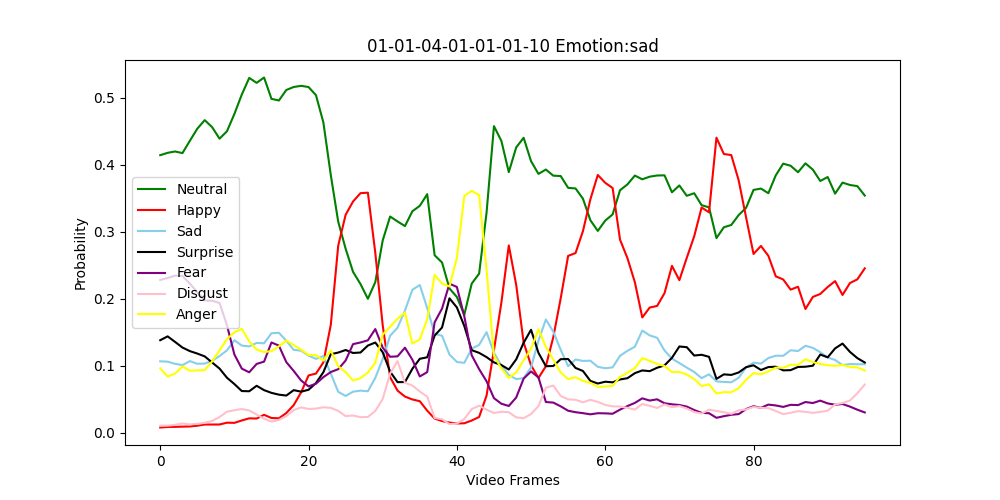 01-01-04-01-01-01-10 Emotion:sad
Probability
0.5
0.4
0.3
0.2
0.1
0.0
Neutral
Happy
Sad
Surprise
Fear
Disgust
Anger
0 20 40 60 80
Video Frames